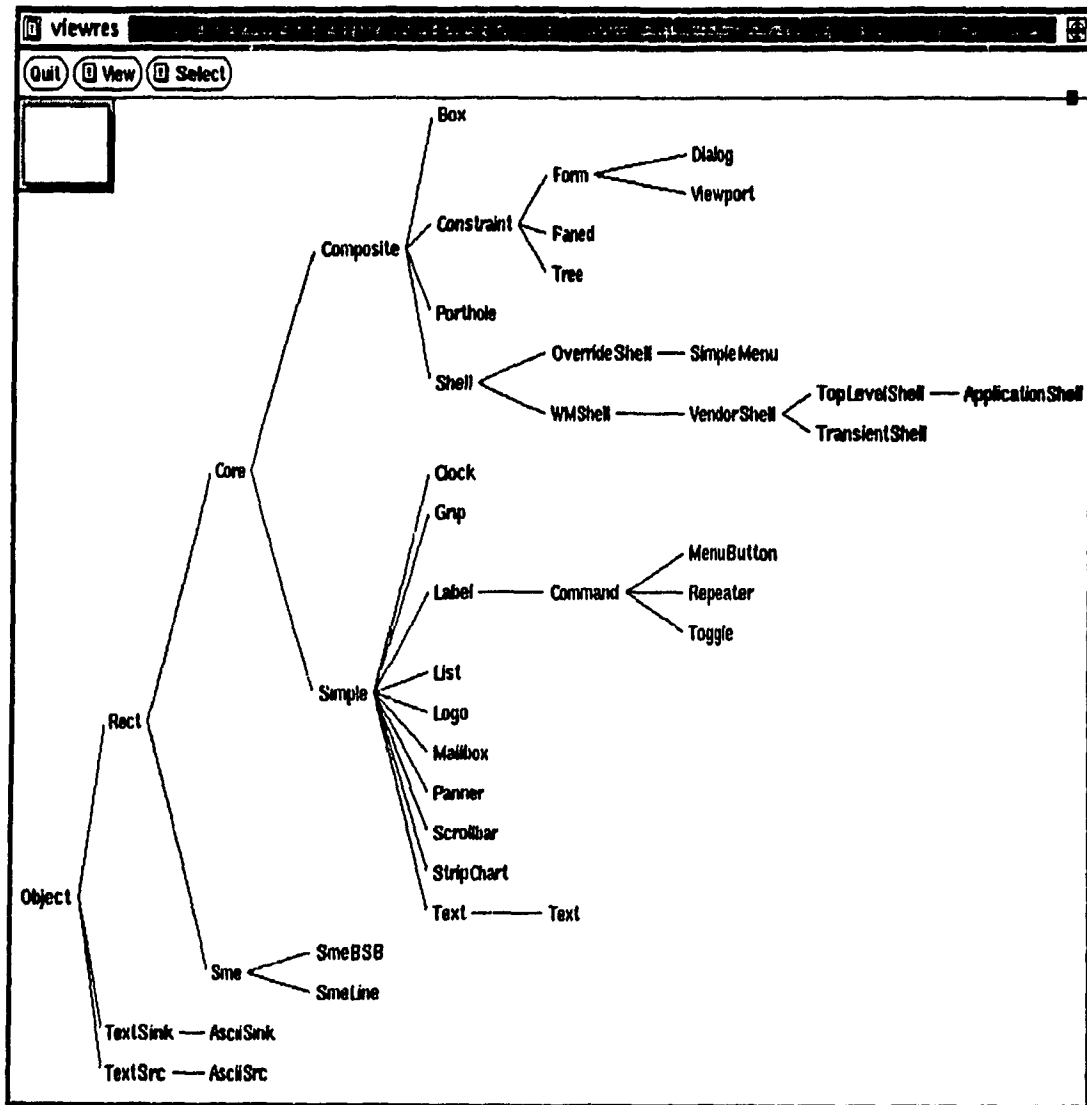 viewres
Quit View Select
Box
Dialog
Form
Viewport
Constraint
Paned
Composite
Tree
Porthole
OverrideShell SimpleMenu
Shell
TopLevelShell ApplicationShell
WMShell VendorShell
TransientShell
Core
Clock
Grip
MenuButton
Label Command Repeater
Toggle
List
Simple
Logo
Rect
Mailbox
Panner
Scrollbar
StripChart
Object
Text Text
SmeBSB
Sme
SmeLine
TextSink AsciiSink
TextSrc AsciiSrc